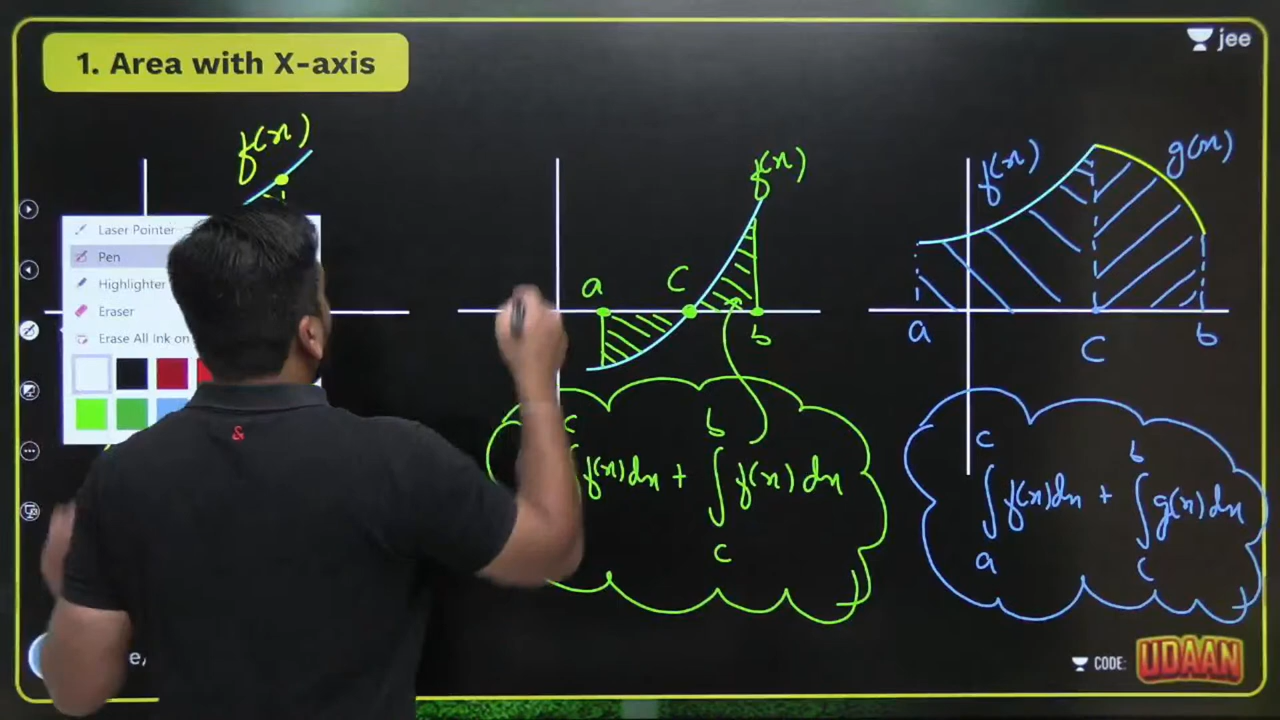 1. Area with X-axis
jee
f(x)
Laser Pointer
Pen
Highlighter
Eraser
Erase All Ink on
a
C
f(x)
b
f(x)
g(x)
a
C
b
c
f(x)dx + ∫ f(x) dx
b
c
c
∫ f(x)dx + ∫ g(x)dx
a
b
c
CODE: UDAAN